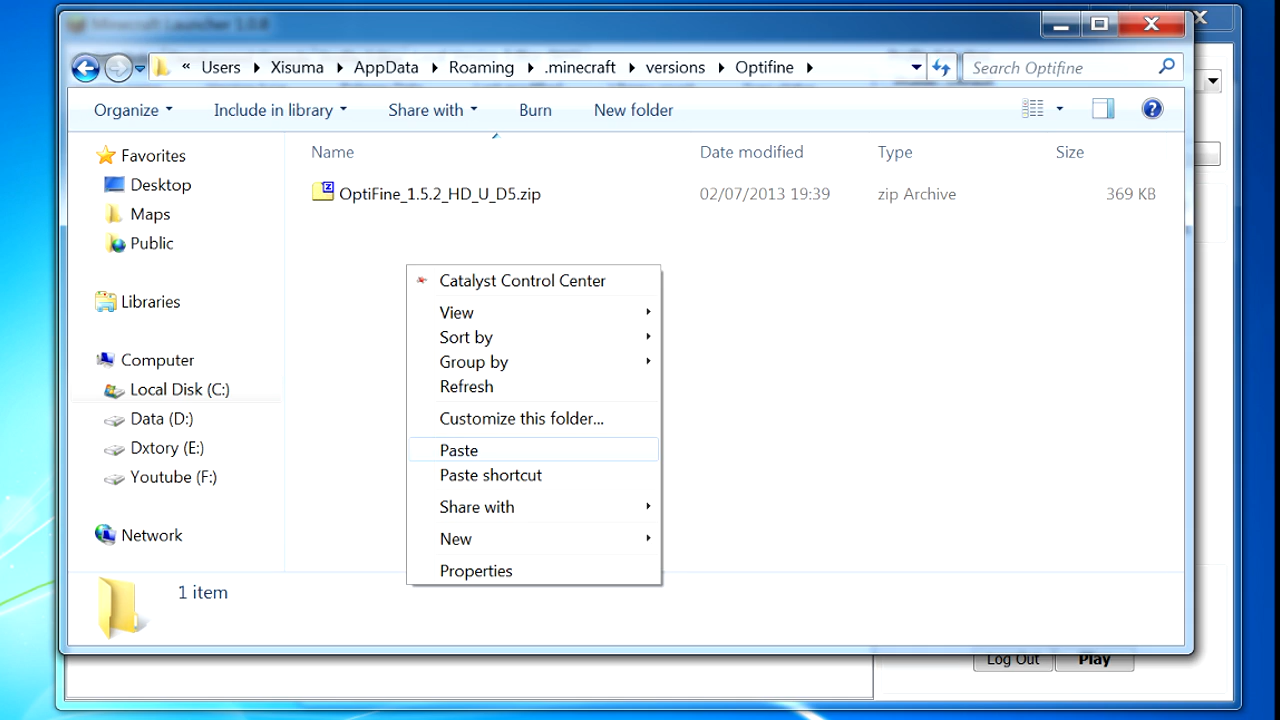 Minecraft Launcher 1.0.8
« Users Xisuma AppData Roaming .minecraft versions Optifine
Search Optifine
Organize Include in library Share with Burn New folder
Name Date modified Type Size
OptiFine_1.5.2_HD_U_D5.zip 02/07/2013 19:39 zip Archive 369 KB
Favorites
Desktop
Maps
Public
Libraries
Computer
Local Disk (C:)
Data (D:)
Dxtory (E:)
Youtube (F:)
Network
Catalyst Control Center
View
Sort by
Group by
Refresh
Customize this folder...
Paste
Paste shortcut
Share with
New
Properties
1 item
Log Out Play